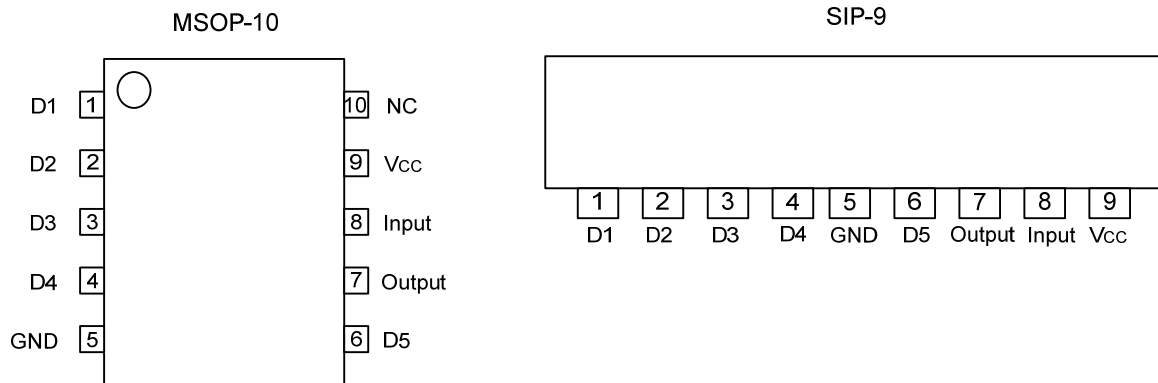 MSOP-10
D1 1
10 NC
D2 2
9 Vcc
D3 3
8 Input
D4 4
7 Output
GND 5
6 D5
SIP-9
1 2 3 4 5 6 7 8 9
D1 D2 D3 D4 GND D5 Output Input Vcc